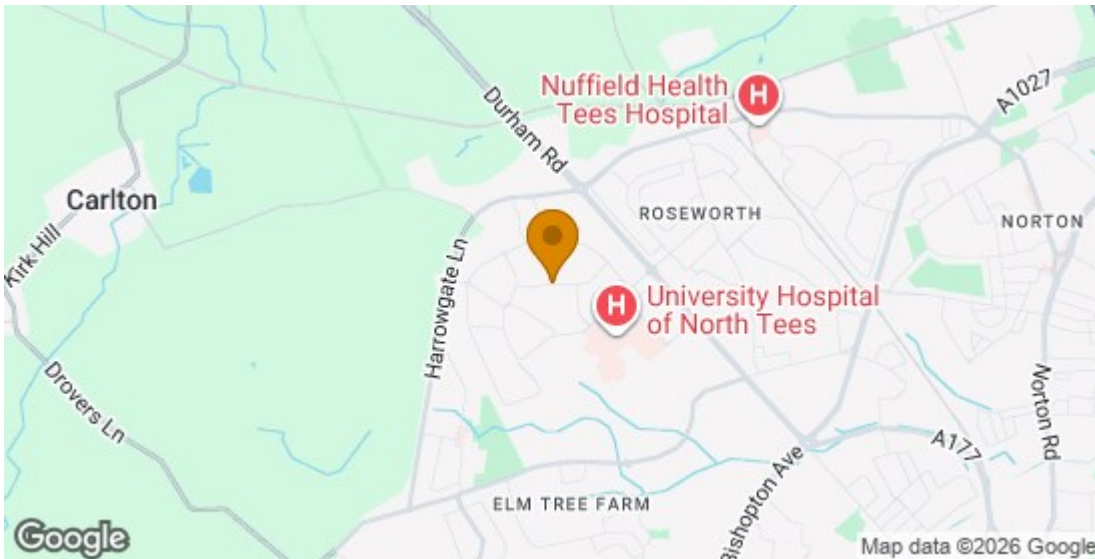 Nuffield Health
Tees Hospital
H
A1027
Durham Rd
Carlton
ROSEWORTH
NORTON
Kirk Hill
Harrowgate Ln
H
University Hospital
of North Tees
Drovers Ln
Norton Rd
A177
Bishopton Ave
ELM TREE FARM
Google
Map data ©2026 Google